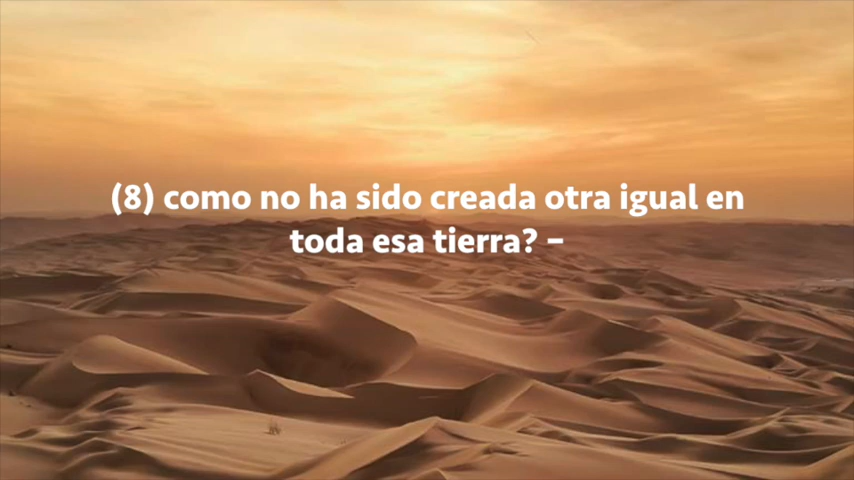 (8) como no ha sido creada otra igual en
toda esa tierra? –